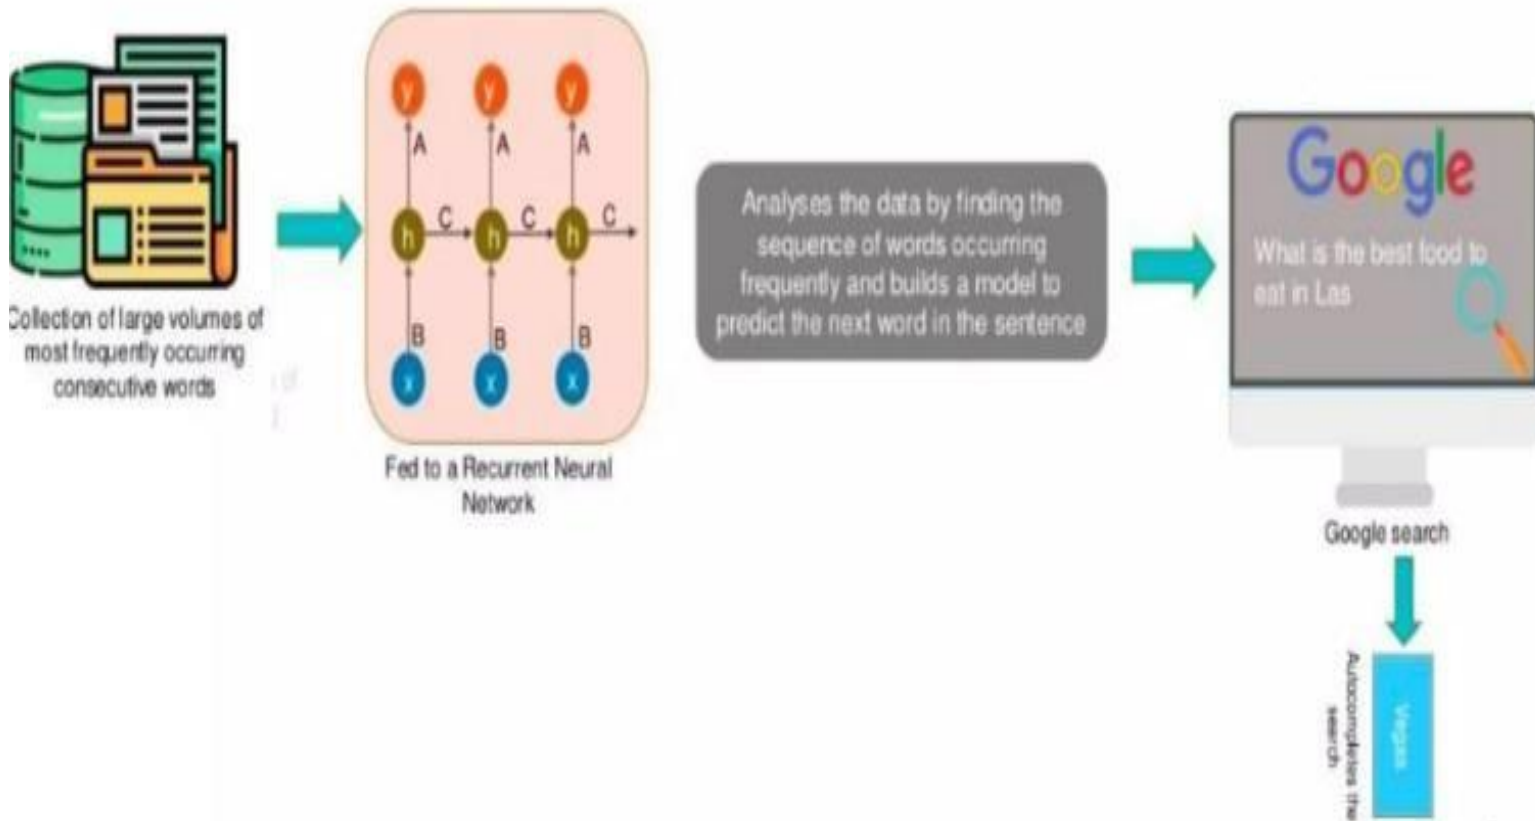 Collection of large volumes of
most frequently occurring
consecutive words
y y y
A A A
h C h C h C
B B B
x x x
Fed to a Recurrent Neural
Network
Analyses the data by finding the
sequence of words occurring
frequently and builds a model to
predict the next word in the sentence
Google
What is the best food to
eat in Las
Google search
Vegas
Autocompletes the
search